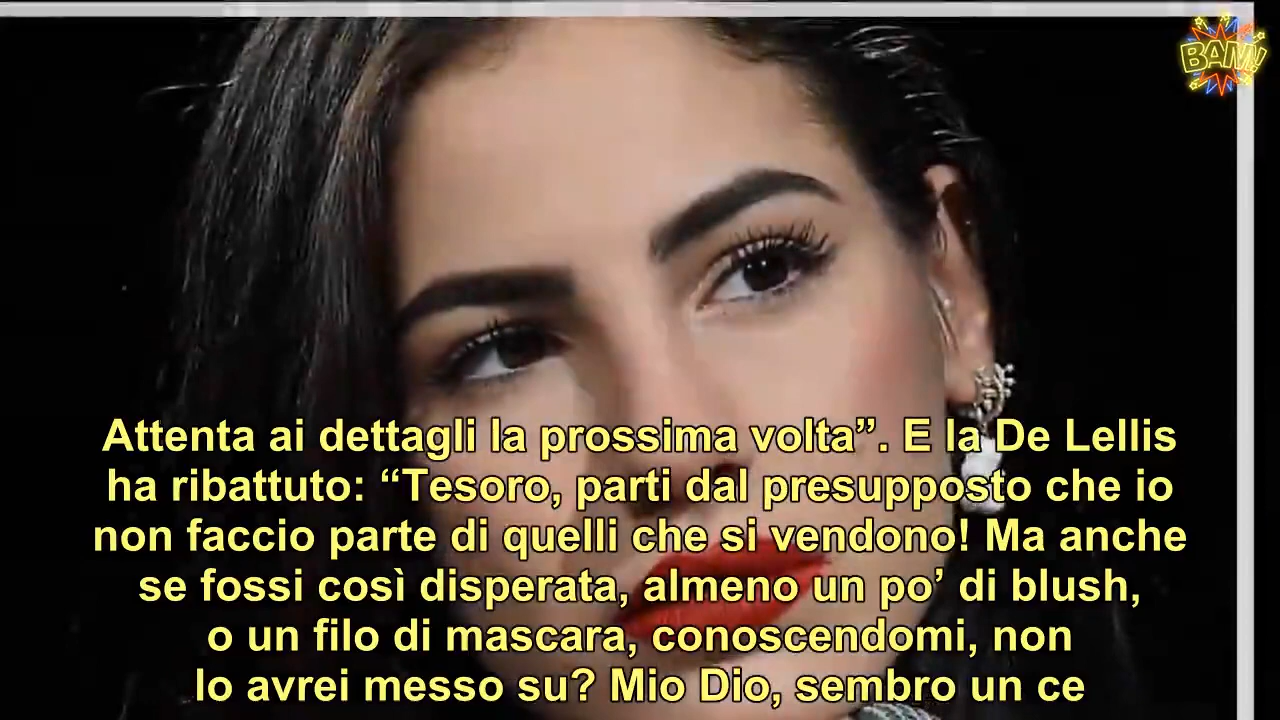 BAM!
Attenta ai dettagli la prossima volta”. E la De Lellis
ha ribattuto: “Tesoro, parti dal presupposto che io
non faccio parte di quelli che si vendono! Ma anche
se fossi così disperata, almeno un po’ di blush,
o un filo di mascara, conoscendomi, non
lo avrei messo su? Mio Dio, sembro un ce